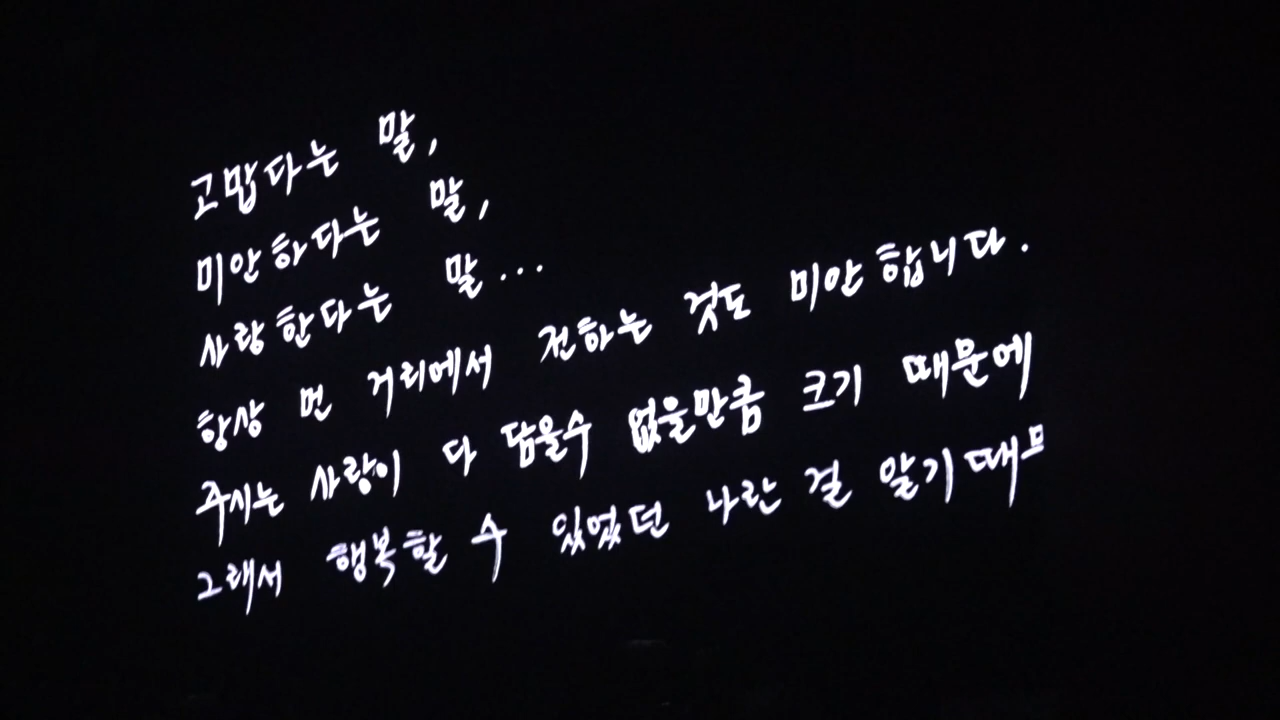 고맙다는 말,
미안하다는 말,
사랑한다는 말...
항상 먼 거리에서 전하는 것도 미안합니다.
주시는 사랑이 다 담을수 없을만큼 크기 때문에
그래서 행복할 수 있었던 나란 걸 알기때무